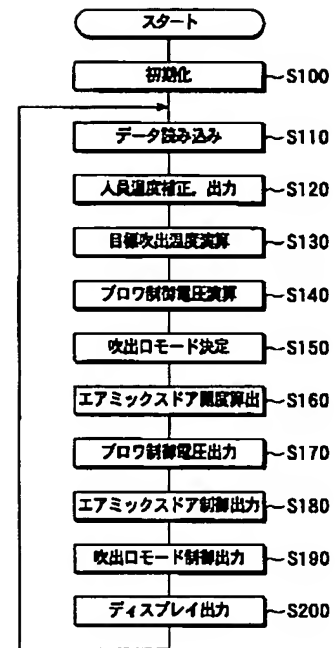 スタート
初期化 ~S100
データ読み込み ~S110
人員温度補正、出力 ~S120
目標吹出温度演算 ~S130
ブロワ制御電圧演算 ~S140
吹出口モード決定 ~S150
エアミックスドア開度算出 ~S160
ブロワ制御電圧出力 ~S170
エアミックスドア制御出力 ~S180
吹出口モード制御出力 ~S190
ディスプレイ出力 ~S200